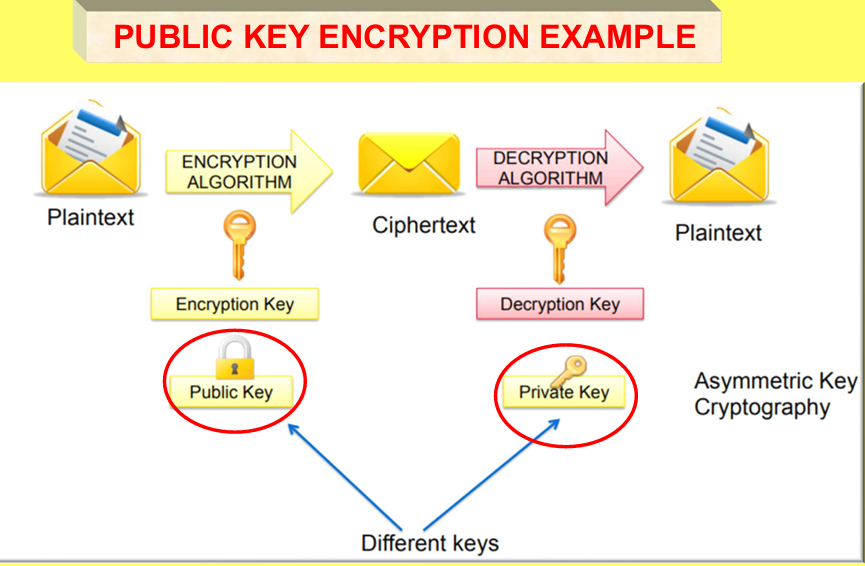 PUBLIC KEY ENCRYPTION EXAMPLE
ENCRYPTION
ALGORITHM
DECRYPTION
ALGORITHM
Plaintext
Ciphertext
Plaintext
Encryption Key
Decryption Key
Public Key
Private Key
Asymmetric Key
Cryptography
Different keys